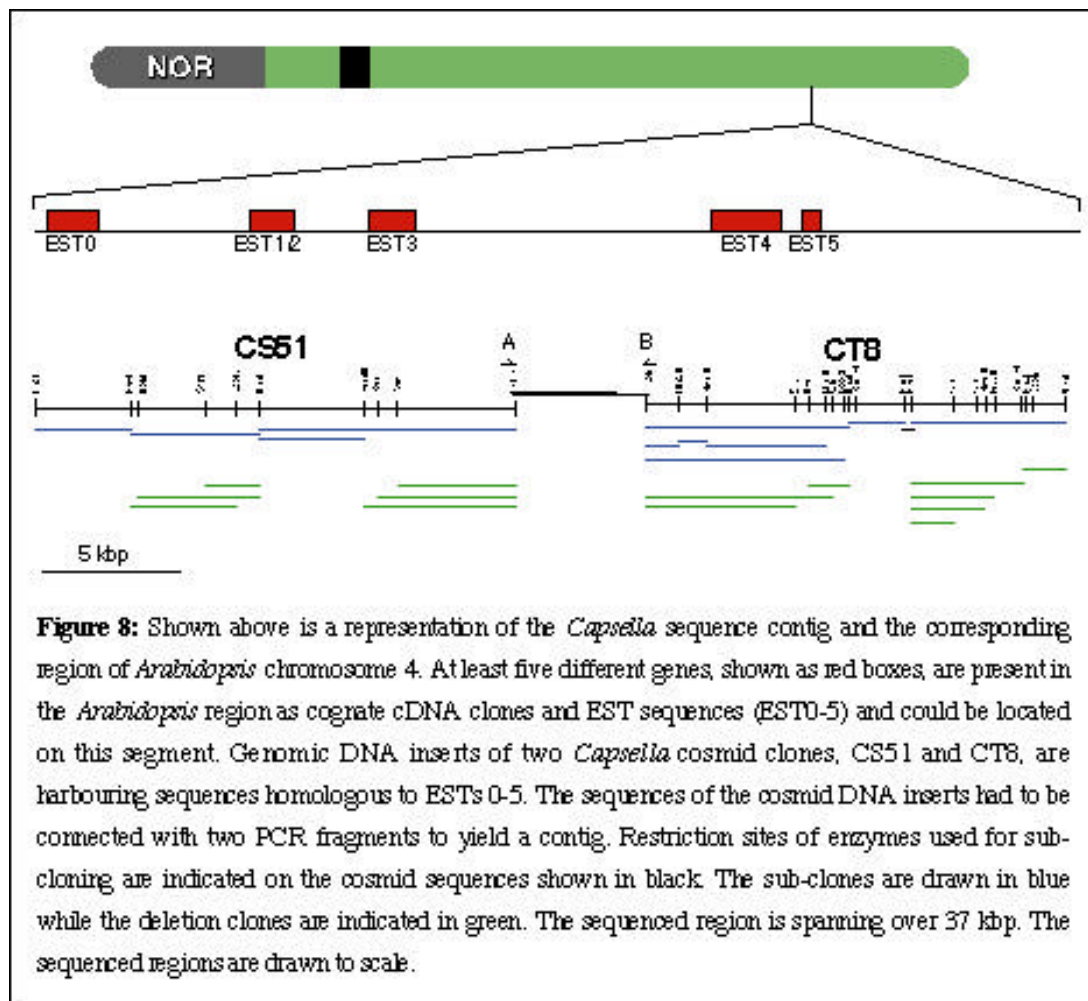 NOR
EST0
EST1/2
EST3
EST4
EST5
CS51
A
B
CT8
5 kbp
Figure 8: Shown above is a representation of the Capsella sequence contig and the corresponding
region of Arabidopsis chromosome 4. At least five different genes, shown as red boxes, are present in
the Arabidopsis region as cognate cDNA clones and EST sequences (EST0-5) and could be located
on this segment. Genomic DNA inserts of two Capsella cosmid clones, CS51 and CT8, are
harbouring sequences homologous to ESTs 0-5. The sequences of the cosmid DNA inserts had to be
connected with two PCR fragments to yield a contig. Restriction sites of enzymes used for sub-
cloning are indicated on the cosmid sequences shown in black. The sub-clones are drawn in blue
while the deletion clones are indicated in green. The sequenced region is spanning over 37 kbp. The
sequenced regions are drawn to scale.